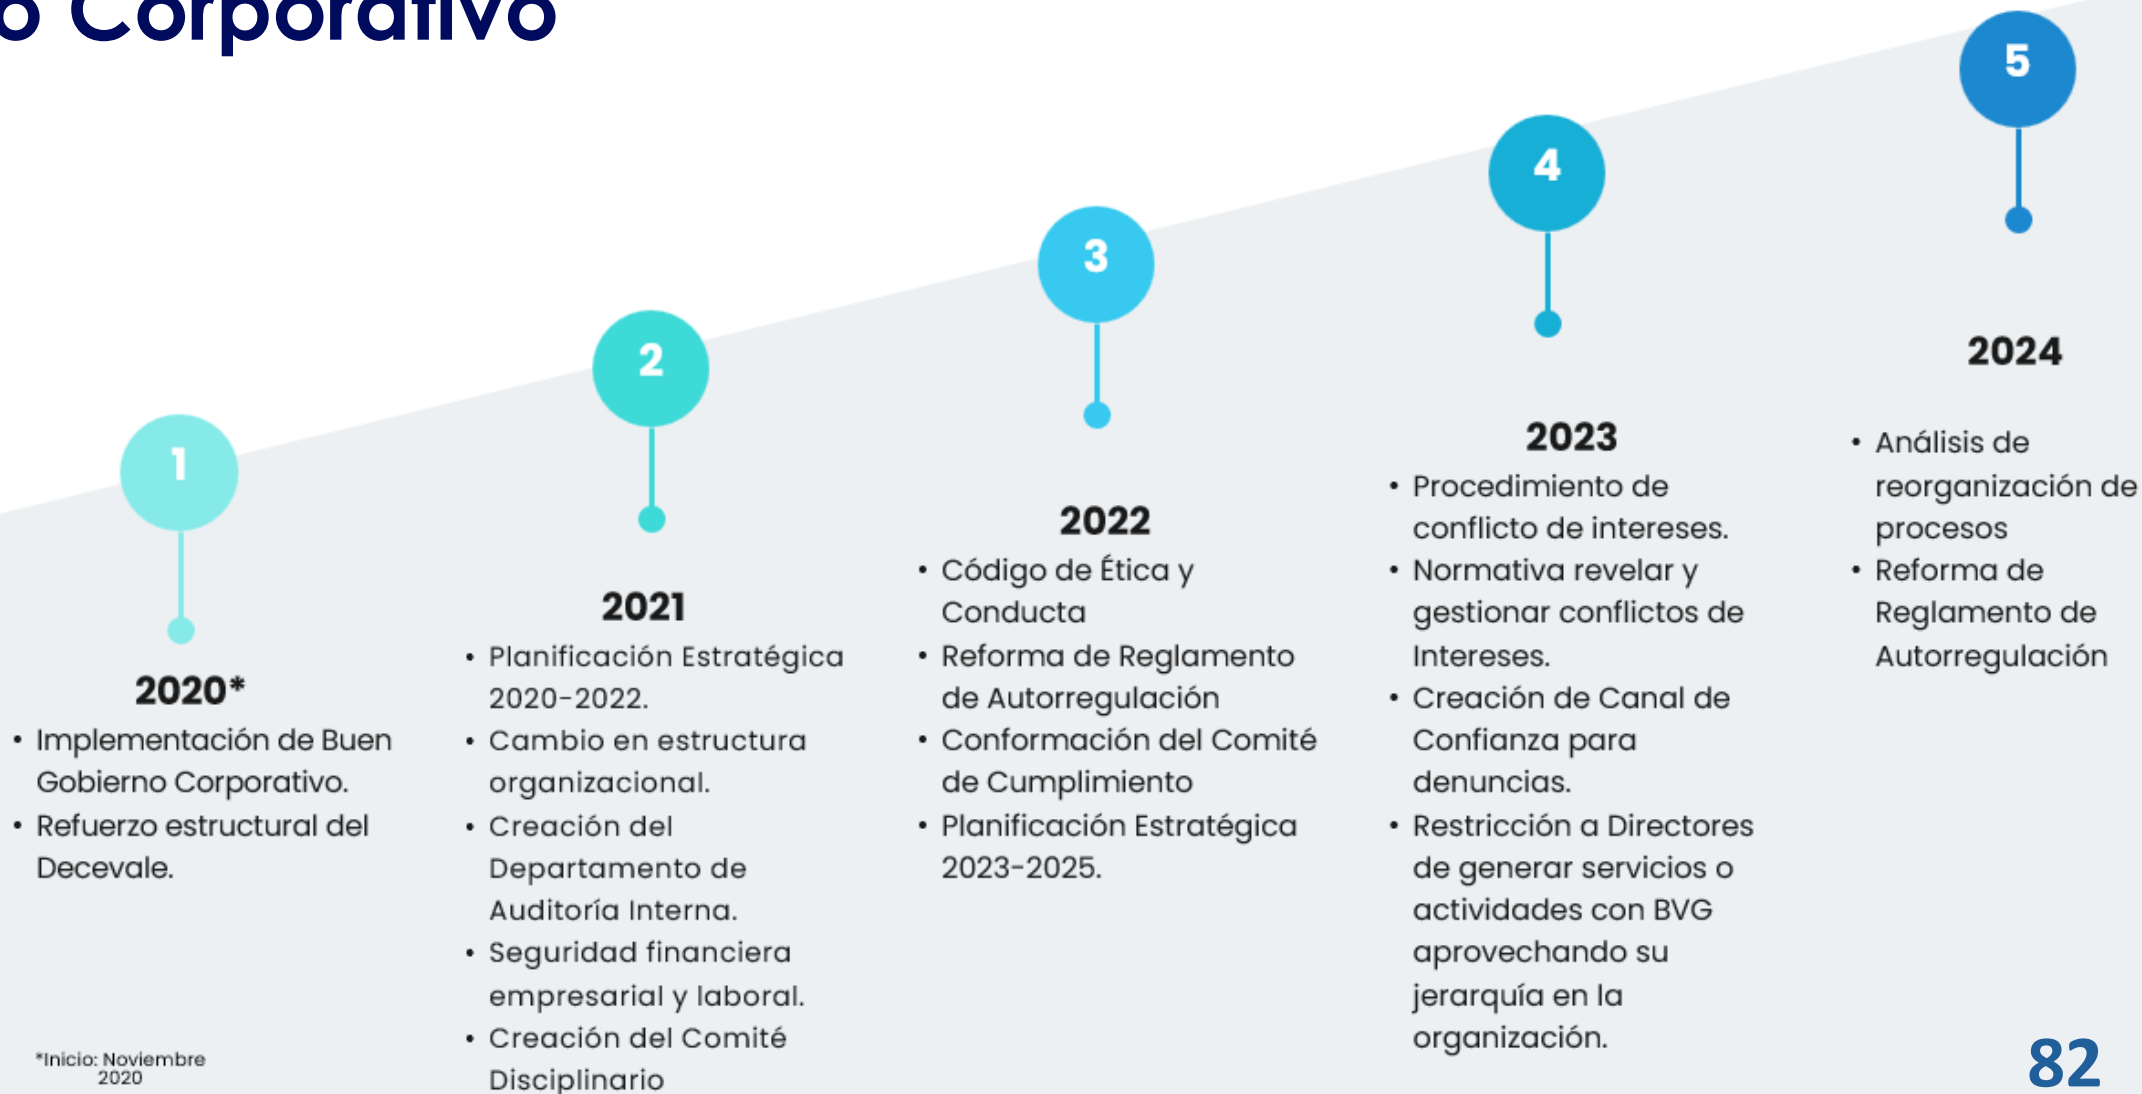 o Corporativo
1
2020*
• Implementación de Buen
Gobierno Corporativo.
• Refuerzo estructural del
Decevale.
*Inicio: Noviembre
2020
2
2021
• Planificación Estratégica
2020-2022.
• Cambio en estructura
organizacional.
• Creación del
Departamento de
Auditoría Interna.
• Seguridad financiera
empresarial y laboral.
• Creación del Comité
Disciplinario
3
2022
• Código de Ética y
Conducta
• Reforma de Reglamento
de Autorregulación
• Conformación del Comité
de Cumplimiento
• Planificación Estratégica
2023-2025.
4
2023
• Procedimiento de
conflicto de intereses.
• Normativa revelar y
gestionar conflictos de
Intereses.
• Creación de Canal de
Confianza para
denuncias.
• Restricción a Directores
de generar servicios o
actividades con BVG
aprovechando su
jerarquía en la
organización.
5
2024
• Análisis de
reorganización de
procesos
• Reforma de
Reglamento de
Autorregulación
82